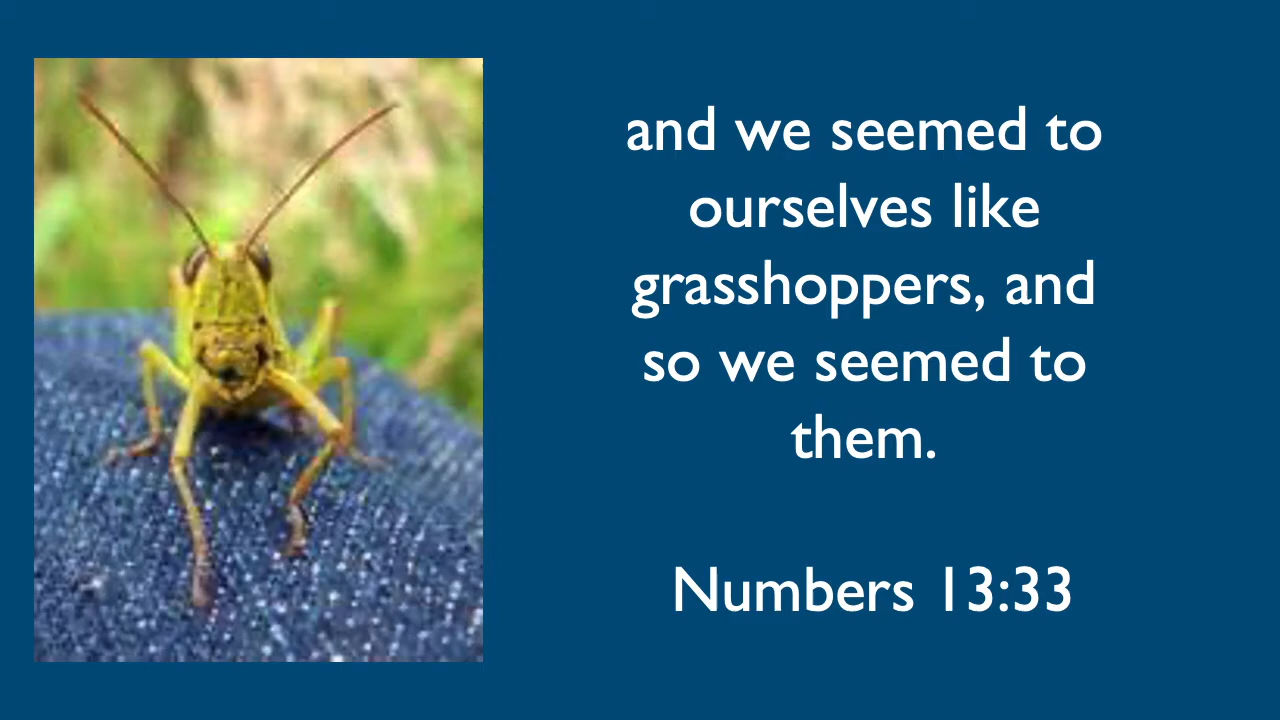 and we seemed to
ourselves like
grasshoppers, and
so we seemed to
them.
Numbers 13:33